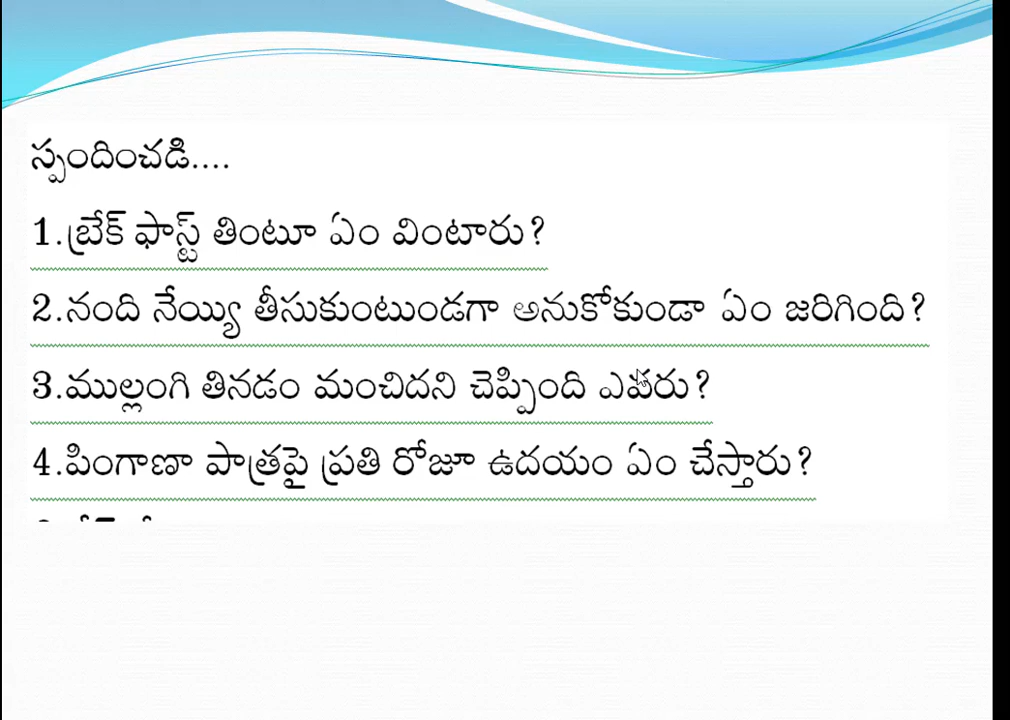 స్పందించడి....
1.బ్రేక్ ఫాస్ట్ తింటూ ఏం వింటారు?
2.నంది నేయ్యి తీసుకుంటుండగా అనుకోకుండా ఏం జరిగింది?
3.ముల్లంగి తినడం మంచిదని చెప్పింది ఎవరు?
4.పింగాణా పాత్రపై ప్రతి రోజూ ఉదయం ఏం చేస్తారు?